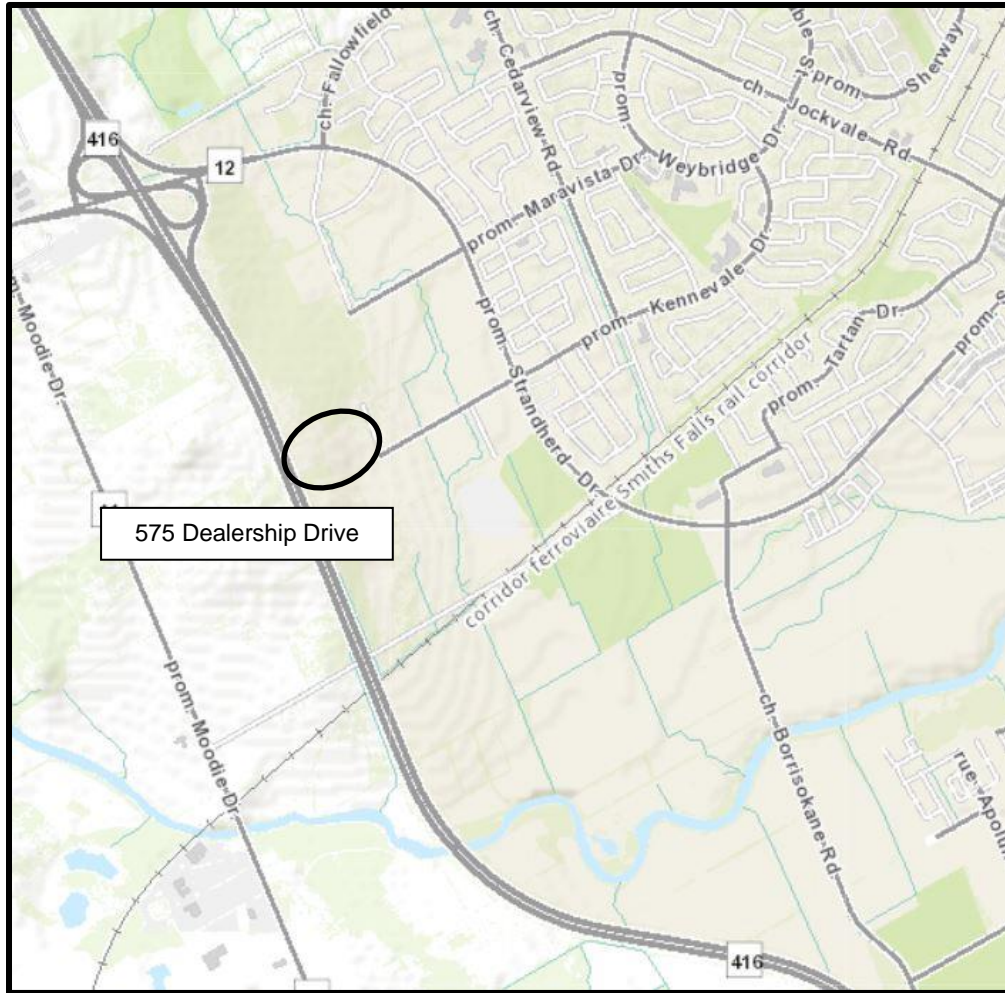 ch. Fallowfield
ch. Cedarview Rd.
prom. Sherway
ch. Jockvale Rd.
416
12
prom. Weybridge Dr.
prom. Maravista Dr.
prom. Kennevale Dr.
prom. Moodie Dr.
prom. Tartan Dr
prom. Strandherd Dr.
corridor ferroviaire Smiths Falls rail corridor
575 Dealership Drive
prom. Moodie Dr
ch. Borrisokane Rd.
416